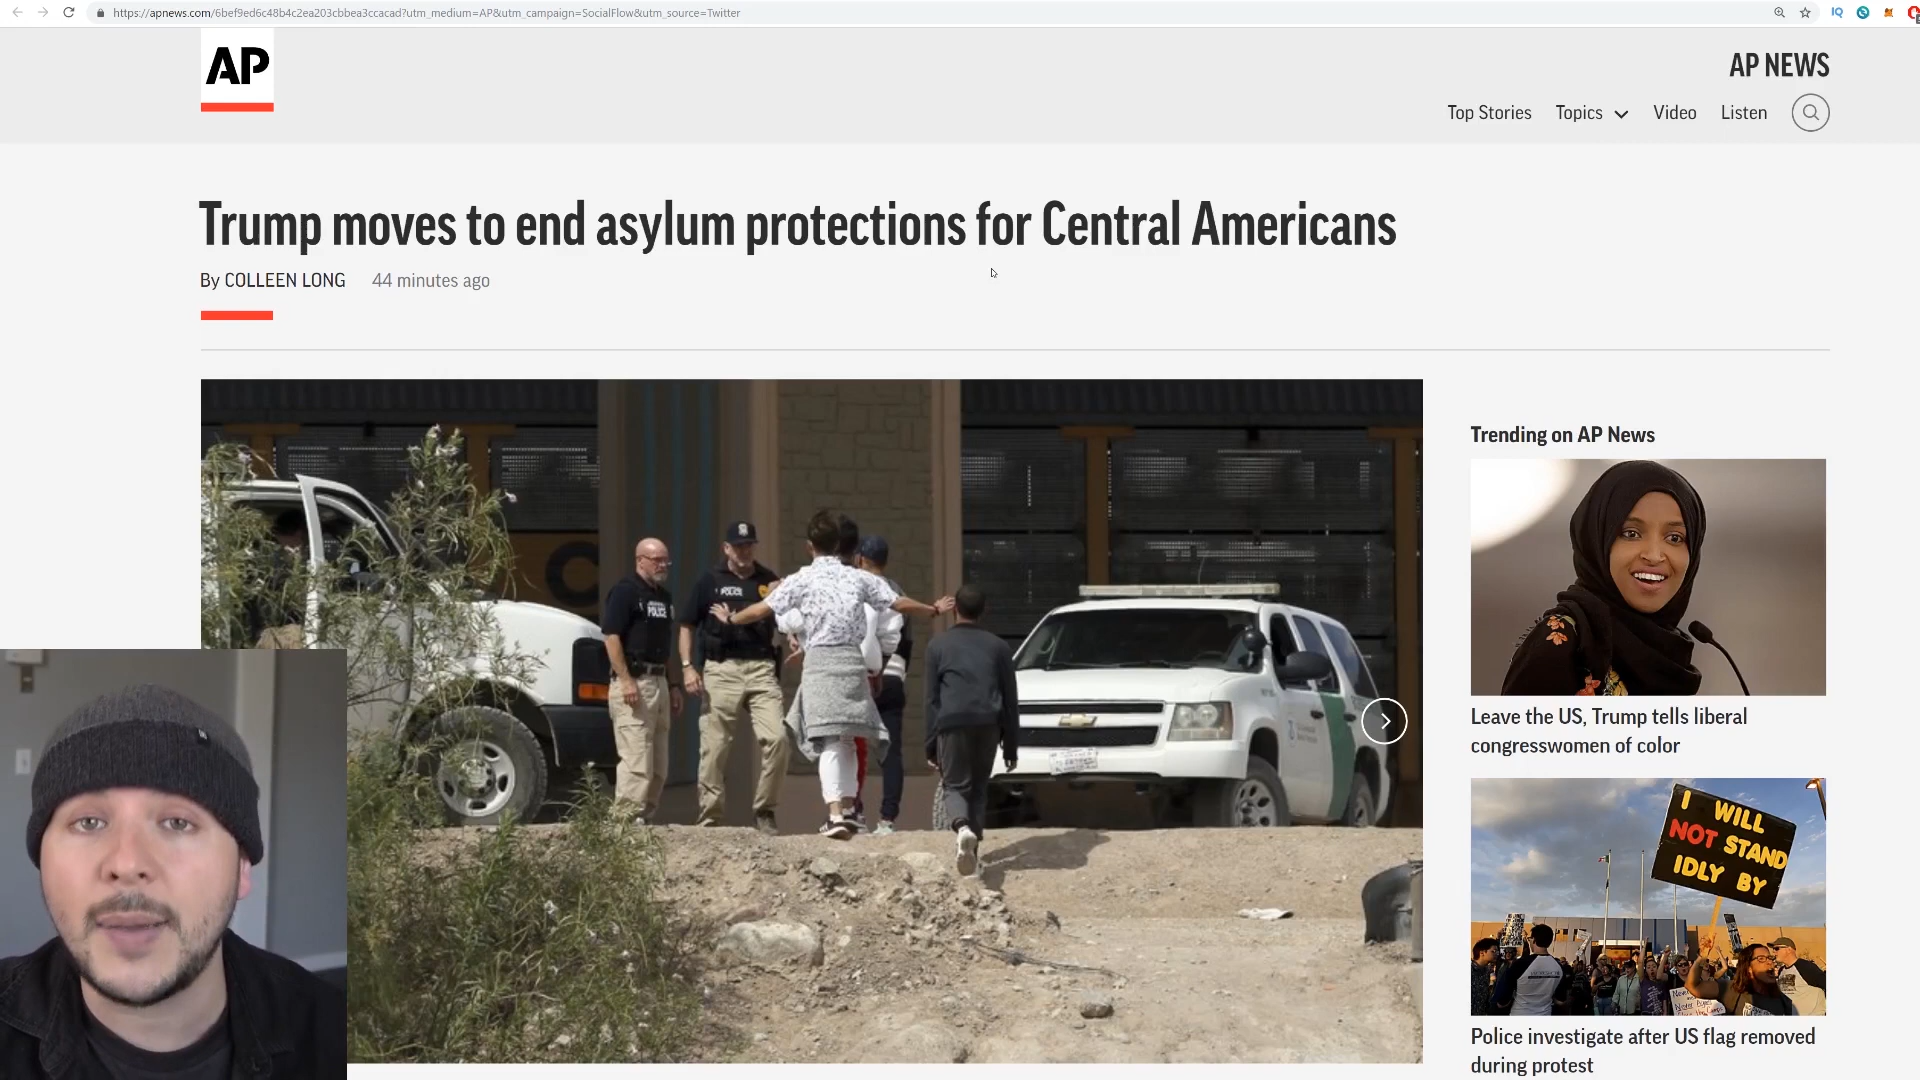 https://apnews.com/6bef9ed6c48b4c2ea203cbbea3ccacad?utm_medium=AP&utm_campaign=SocialFlow&utm_source=Twitter
IQ
AP
AP NEWS
Top Stories Topics Video Listen
Trump moves to end asylum protections for Central Americans
By COLLEEN LONG 44 minutes ago
Trending on AP News
POLICE
POLICE
Leave the US, Trump tells liberal
congresswomen of color
I WILL
NOT STAND
IDLY BY
Police investigate after US flag removed
during protest